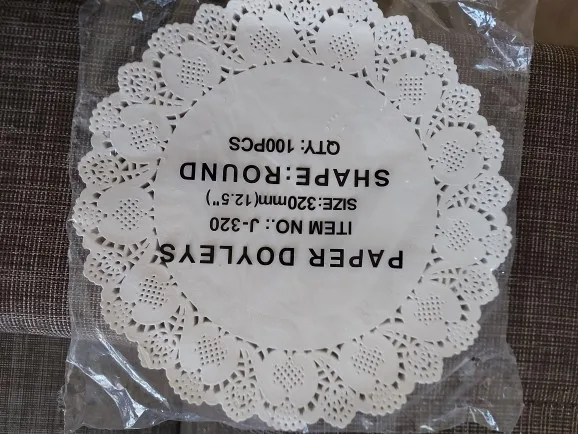 PAPER DOYLEYS
ITEM NO.: J-320
SIZE:320mm(12.5")
SHAPE:ROUND
QTY: 100PCS